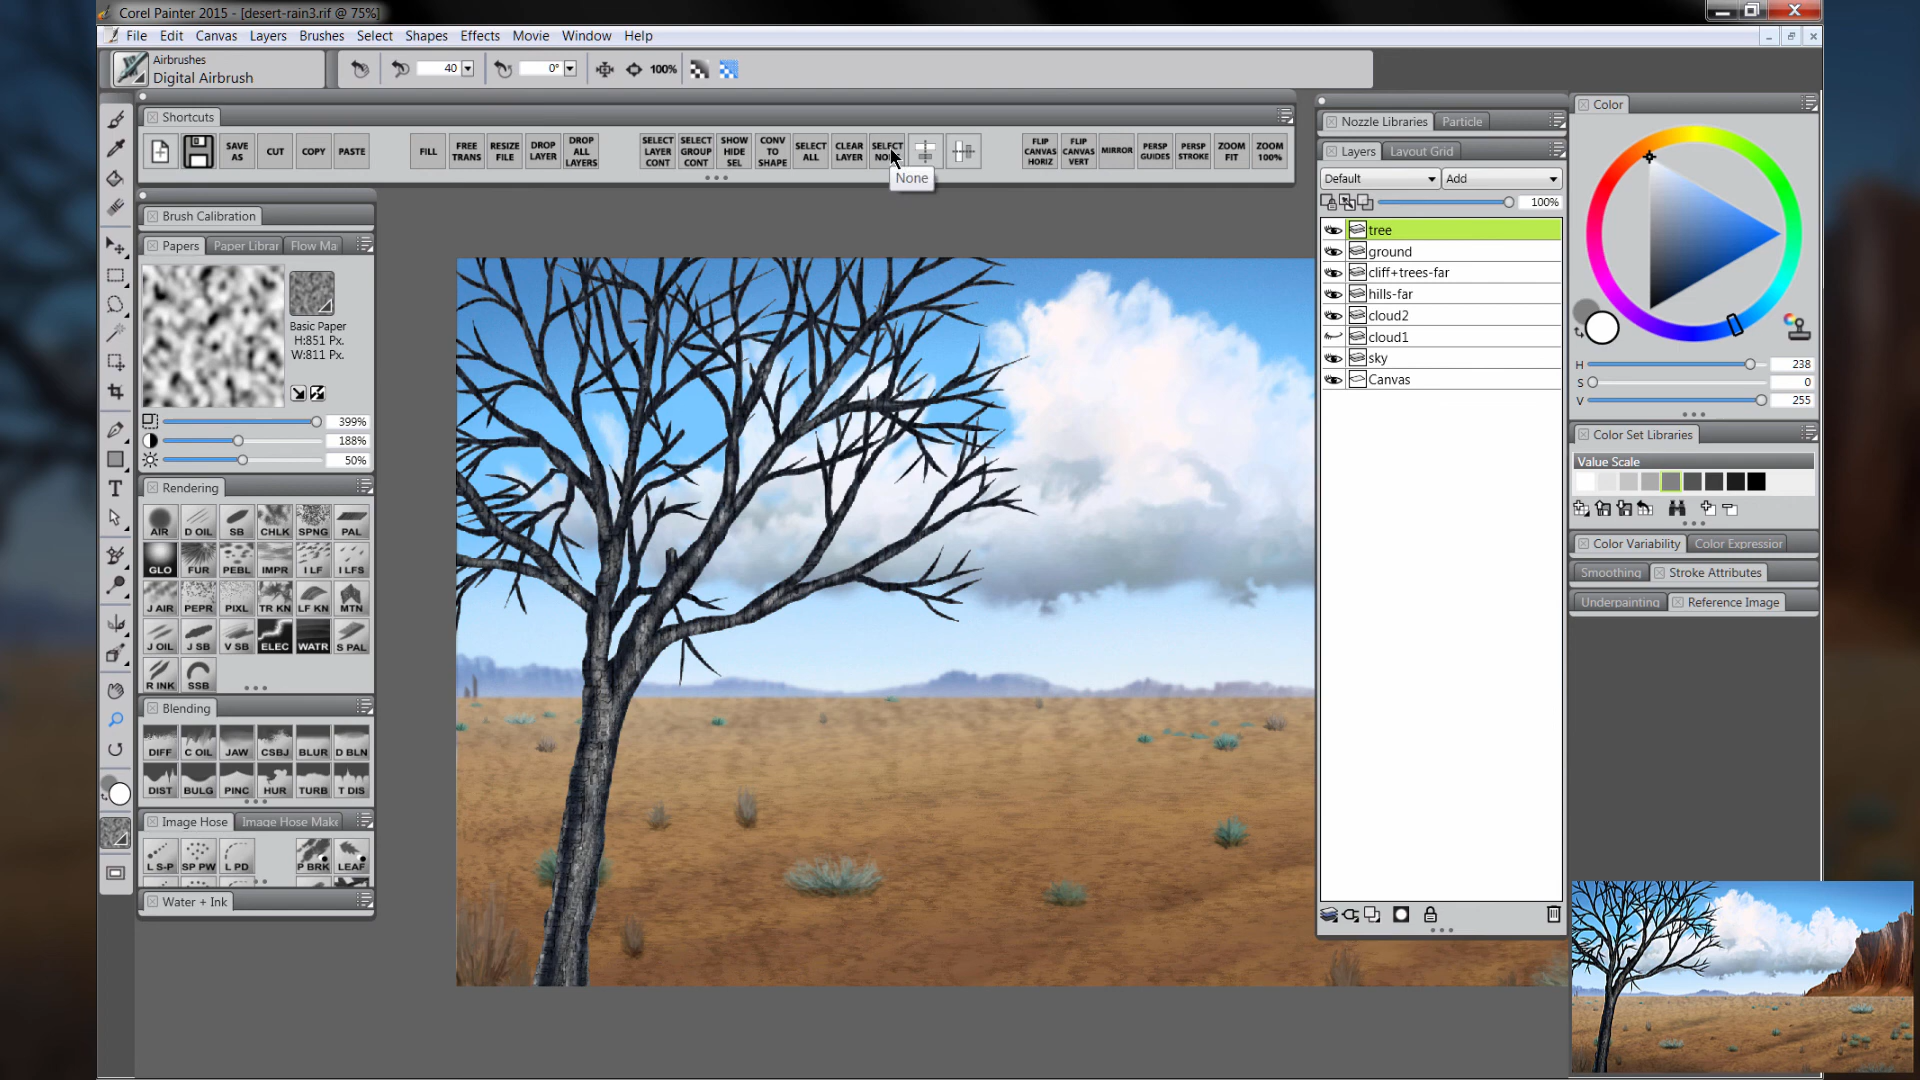 Corel Painter 2015 - [desert-rain3.rif @ 75%]
File Edit Canvas Layers Brushes Select Shapes Effects Movie Window Help
Airbrushes
Digital Airbrush
40
0°
100%
Shortcuts
SAVE AS
CUT
COPY
PASTE
FILL
FREE TRANS
RESIZE FILE
DROP LAYER
DROP ALL LAYERS
SELECT LAYER CONT
SELECT GROUP CONT
SHOW HIDE SEL
CONV TO SHAPE
SELECT ALL
CLEAR LAYER
SELECT
FLIP CANVAS HORIZ
FLIP CANVAS VERT
MIRROR
PERSP GUIDES
PERSP STROKE
ZOOM FIT
ZOOM 100%
None
Brush Calibration
Papers
Paper Librar
Flow Ma
Basic Paper
H:851 Px.
W:811 Px.
399%
188%
50%
Rendering
AIR D OIL SB CHLK SPNG PAL
GLO FUR PEBL IMPR I LF I LFS
J AIR PEPR PIXL TR KN LF KN MTN
J OIL J SB V SB ELEC WATR S PAL
R INK SSB
Blending
DIFF C OIL JAW CSBJ BLUR D BLN
DIST BULG PINC HUR TURB T DIS
Image Hose
Image Hose Make
L S-P SP PW L PD P BRK LEAF
Water + Ink
T
Nozzle Libraries
Particle
Layers
Layout Grid
Default
Add
100%
tree
ground
cliff+trees-far
hills-far
cloud2
cloud1
sky
Canvas
Color
H 238
S 0
V 255
Color Set Libraries
Value Scale
Color Variability
Color Expression
Smoothing
Stroke Attributes
Underpainting
Reference Image